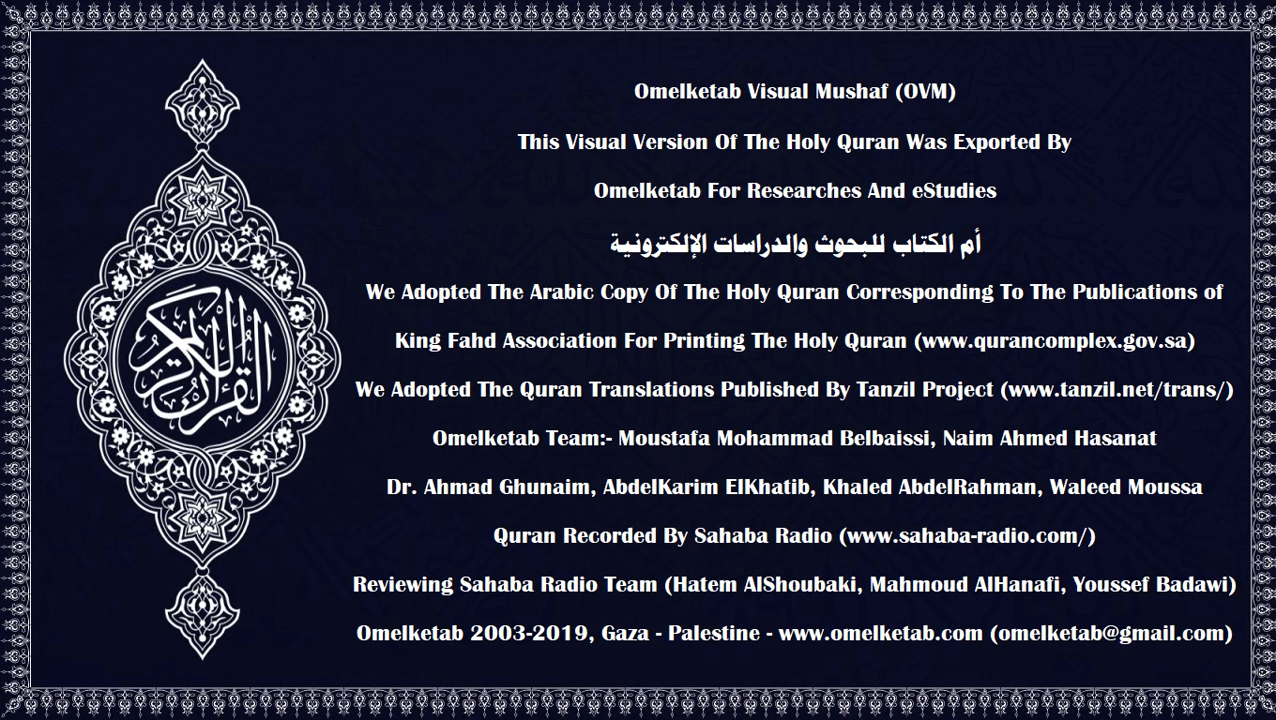 القرآن الكريم
Omelketab Visual Mushaf (OVM)
This Visual Version Of The Holy Quran Was Exported By
Omelketab For Researches And eStudies
أم الكتاب للبحوث والدراسات الإلكترونية
We Adopted The Arabic Copy Of The Holy Quran Corresponding To The Publications of
King Fahd Association For Printing The Holy Quran (www.qurancomplex.gov.sa)
We Adopted The Quran Translations Published By Tanzil Project (www.tanzil.net/trans/)
Omelketab Team:- Moustafa Mohammad Belbaissi, Naim Ahmed Hasanat
Dr. Ahmad Ghunaim, AbdelKarim ElKhatib, Khaled AbdelRahman, Waleed Moussa
Quran Recorded By Sahaba Radio (www.sahaba-radio.com/)
Reviewing Sahaba Radio Team (Hatem AlShoubaki, Mahmoud AlHanafi, Youssef Badawi)
Omelketab 2003-2019, Gaza - Palestine - www.omelketab.com (omelketab@gmail.com)